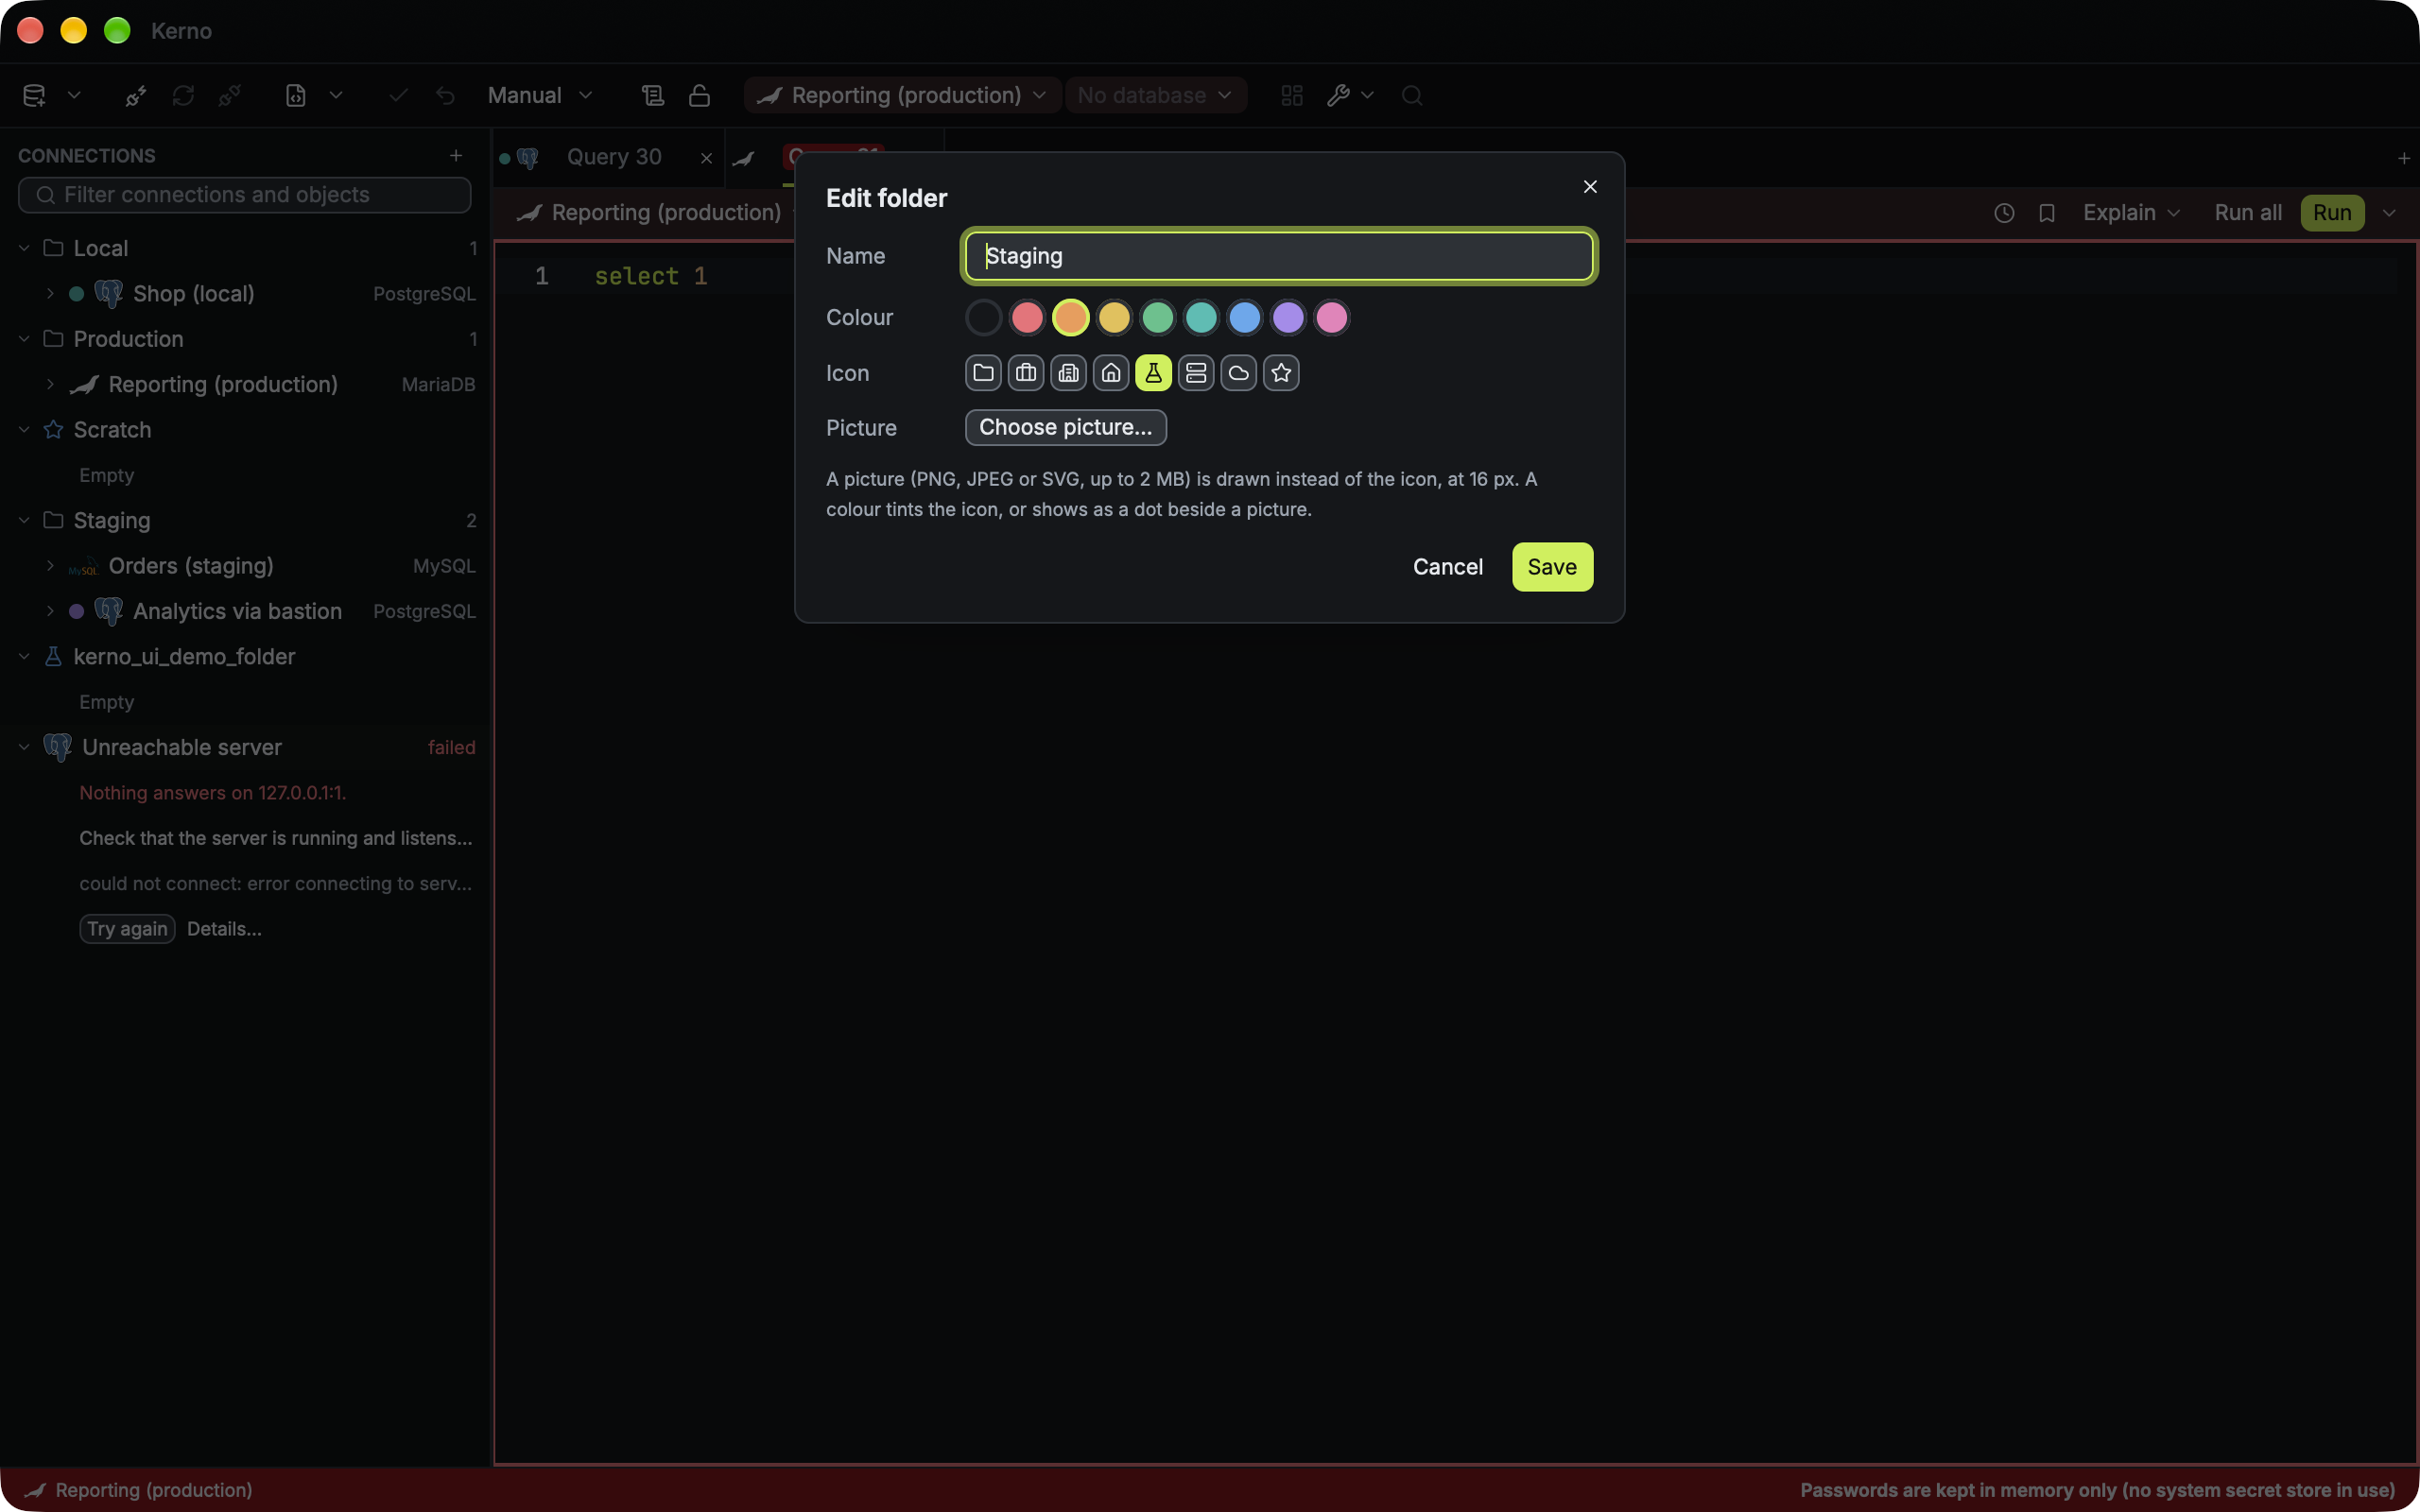 Kerno
Manual
Reporting (production)
No database
CONNECTIONS
Filter connections and objects
Local 1
Shop (local) PostgreSQL
Production 1
Reporting (production) MariaDB
Scratch
Empty
Staging 2
MySQL Orders (staging) MySQL
Analytics via bastion PostgreSQL
kerno_ui_demo_folder
Empty
Unreachable server failed
Nothing answers on 127.0.0.1:1.
Check that the server is running and listens...
could not connect: error connecting to serv...
Try again Details...
Query 30
Reporting (production)
Explain Run all Run
1 select 1
Edit folder
Name Staging
Colour
Icon
Picture Choose picture...
A picture (PNG, JPEG or SVG, up to 2 MB) is drawn instead of the icon, at 16 px. A
colour tints the icon, or shows as a dot beside a picture.
Cancel Save
Reporting (production)
Passwords are kept in memory only (no system secret store in use)